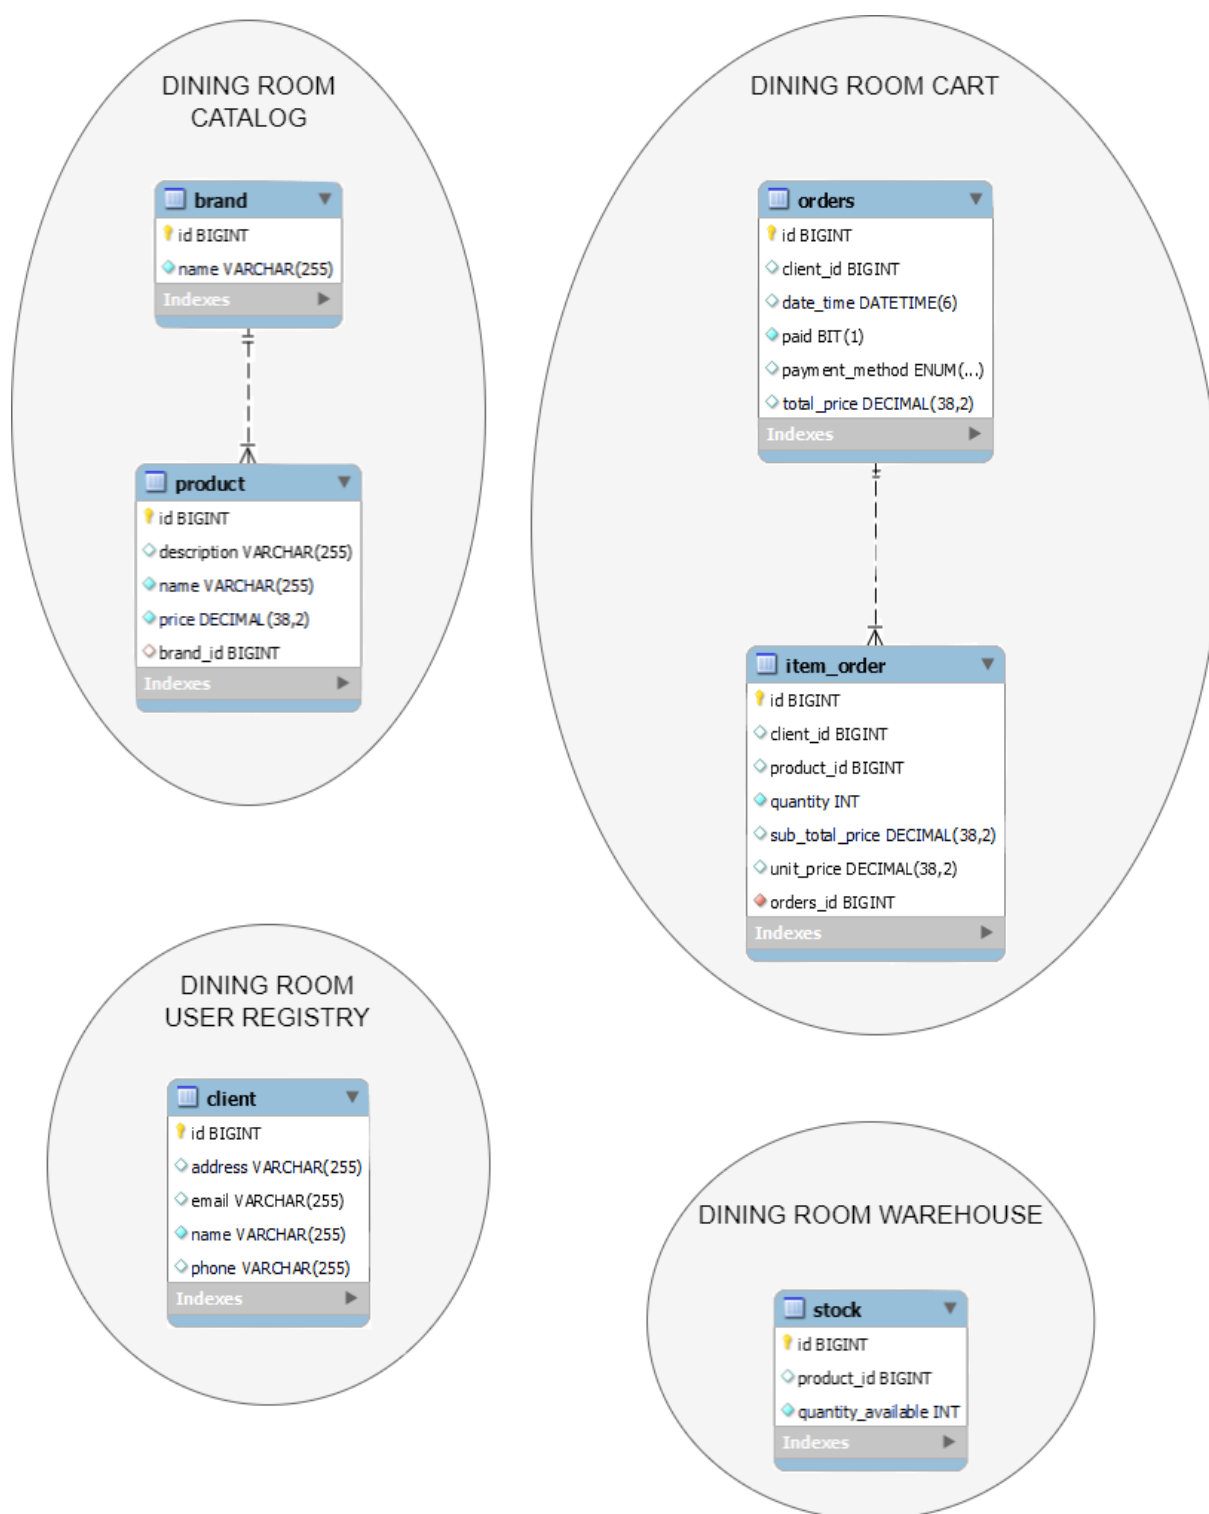 DINING ROOM
CATALOG
brand
id BIGINT
name VARCHAR(255)
Indexes
product
id BIGINT
description VARCHAR(255)
name VARCHAR(255)
price DECIMAL(38,2)
brand_id BIGINT
Indexes
DINING ROOM CART
orders
id BIGINT
client_id BIGINT
date_time DATETIME(6)
paid BIT(1)
payment_method ENUM(...)
total_price DECIMAL(38,2)
Indexes
item_order
id BIGINT
client_id BIGINT
product_id BIGINT
quantity INT
sub_total_price DECIMAL(38,2)
unit_price DECIMAL(38,2)
orders_id BIGINT
Indexes
DINING ROOM
USER REGISTRY
client
id BIGINT
address VARCHAR(255)
email VARCHAR(255)
name VARCHAR(255)
phone VARCHAR(255)
Indexes
DINING ROOM WAREHOUSE
stock
id BIGINT
product_id BIGINT
quantity_available INT
Indexes